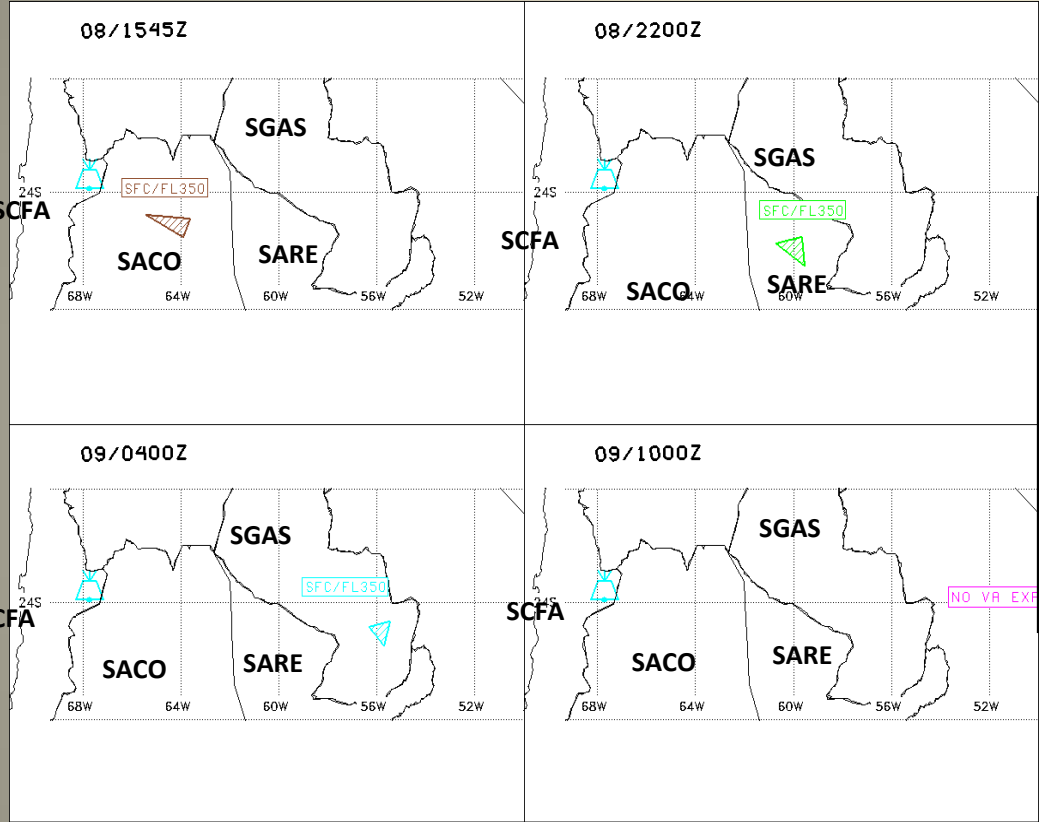 08/1545Z
SGAS
SFC/FL350
24S
SCFA
SACO
SARE
68W 64W 60W 56W 52W
08/2200Z
SGAS
SFC/FL350
SCFA
SACO
SARE
68W 64W 60W 56W 52W
09/0400Z
SGAS
SFC/FL350
24S
CFA
SACO
SARE
68W 64W 60W 56W 52W
09/1000Z
SGAS
24S
NO VA EXP
SCFA
SACO
SARE
68W 64W 60W 56W 52W